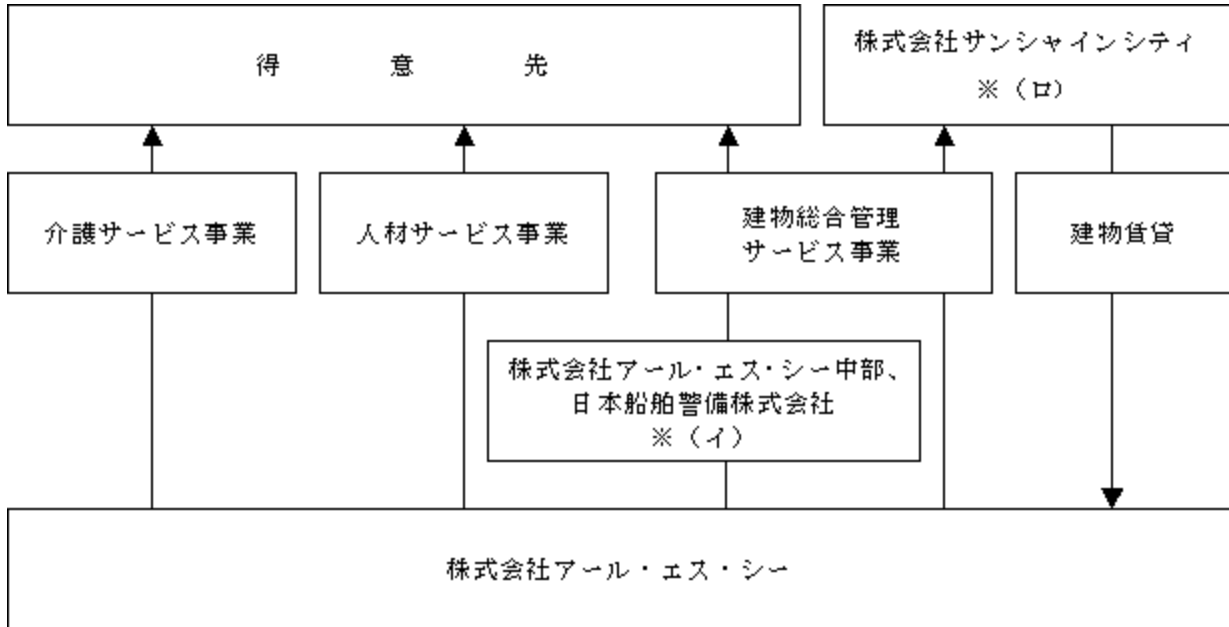 得意先
株式会社サンシャインシティ
※(ロ)
介護サービス事業
人材サービス事業
建物総合管理
サービス事業
建物賃貸
株式会社アール・エス・シー中部、
日本船舶警備株式会社
※(イ)
株式会社アール・エス・シー